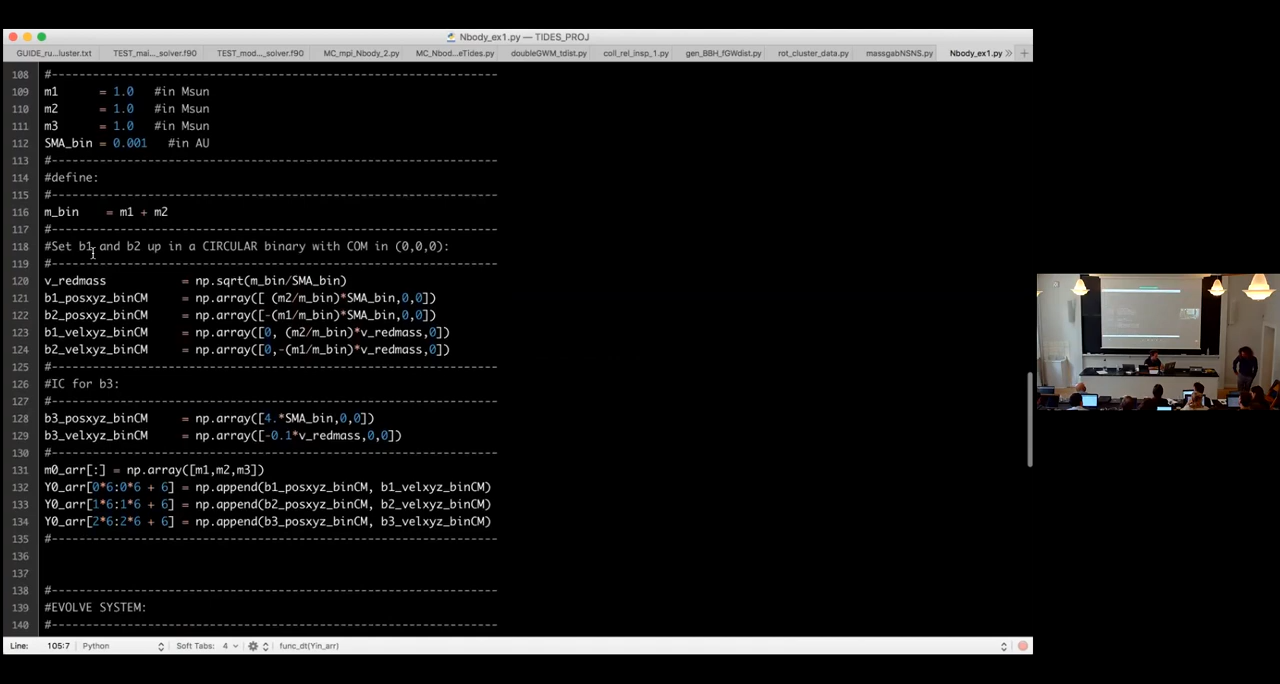 Nbody_ex1.py — TIDES_PROJ
GUIDE_ru...luster.txt TEST_mai..._solver.f90 TEST_mod..._solver.f90 MC_mpi_Nbody_2.py MC_Nbod...eTides.py doubleGWM_tdist.py coll_rel_insp_1.py gen_BBH_fGWdist.py rot_cluster_data.py massgabNSNS.py Nbody_ex1.py » +
108 #-----------------------------------------------------------------
109 m1 = 1.0 #in Msun
110 m2 = 1.0 #in Msun
111 m3 = 1.0 #in Msun
112 SMA_bin = 0.001 #in AU
113 #-----------------------------------------------------------------
114 #define:
115 #-----------------------------------------------------------------
116 m_bin = m1 + m2
117 #-----------------------------------------------------------------
118 #Set b1 and b2 up in a CIRCULAR binary with COM in (0,0,0):
119 #-----------------------------------------------------------------
120 v_redmass = np.sqrt(m_bin/SMA_bin)
121 b1_posxyz_binCM = np.array([ (m2/m_bin)*SMA_bin,0,0])
122 b2_posxyz_binCM = np.array([-(m1/m_bin)*SMA_bin,0,0])
123 b1_velxyz_binCM = np.array([0, (m2/m_bin)*v_redmass,0])
124 b2_velxyz_binCM = np.array([0,-(m1/m_bin)*v_redmass,0])
125 #-----------------------------------------------------------------
126 #IC for b3:
127 #-----------------------------------------------------------------
128 b3_posxyz_binCM = np.array([4.*SMA_bin,0,0])
129 b3_velxyz_binCM = np.array([-0.1*v_redmass,0,0])
130 #-----------------------------------------------------------------
131 m0_arr[:] = np.array([m1,m2,m3])
132 Y0_arr[0*6:0*6 + 6] = np.append(b1_posxyz_binCM, b1_velxyz_binCM)
133 Y0_arr[1*6:1*6 + 6] = np.append(b2_posxyz_binCM, b2_velxyz_binCM)
134 Y0_arr[2*6:2*6 + 6] = np.append(b3_posxyz_binCM, b3_velxyz_binCM)
135 #-----------------------------------------------------------------
136
137
138 #-----------------------------------------------------------------
139 #EVOLVE SYSTEM:
140 #-----------------------------------------------------------------
Line: 105:7 Python Soft Tabs: 4 func_dt(Yin_arr)